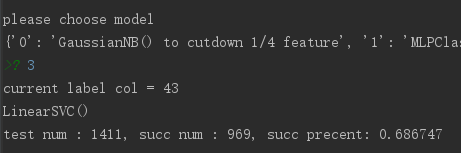 please choose model
{'0': 'GaussianNB() to cutdown 1/4 feature', '1': 'MLPClas
>? 3
current label col = 43
LinearSVC()
test num : 1411, succ num : 969, succ precent: 0.686747